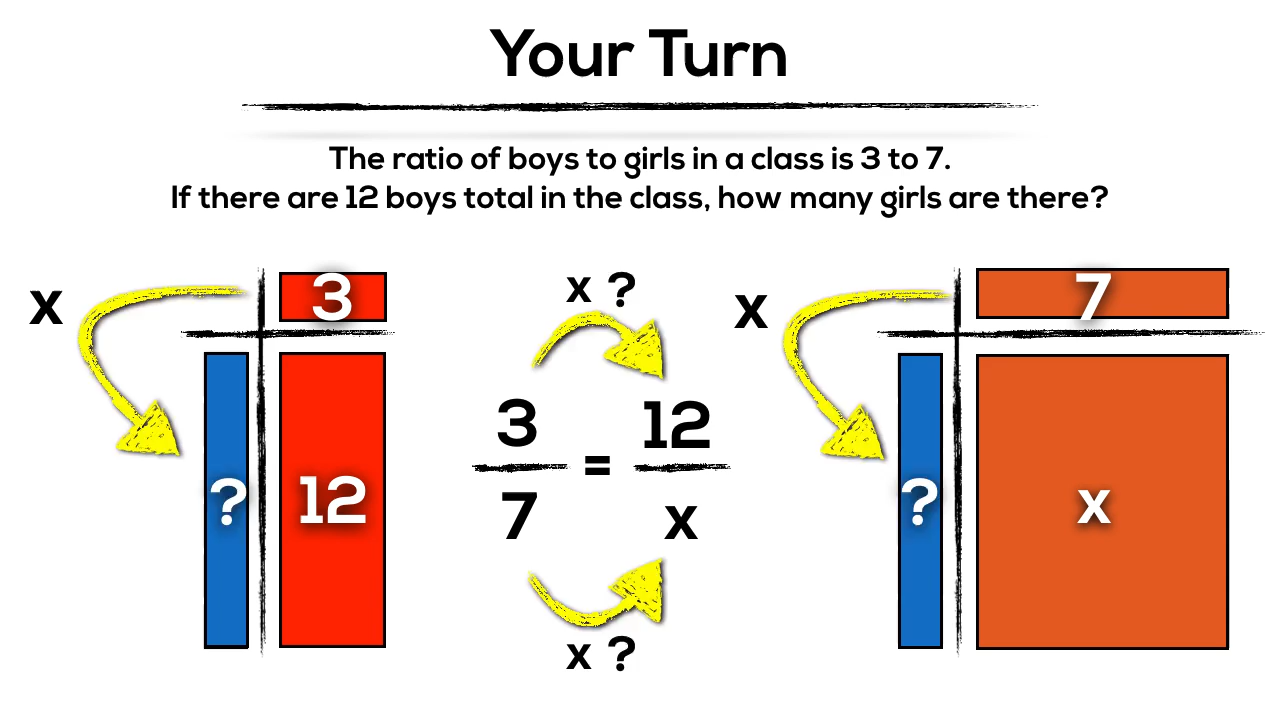 Your Turn
The ratio of boys to girls in a class is 3 to 7.
If there are 12 boys total in the class, how many girls are there?
x
3
?
12
x ?
3
7
=
12
x
x ?
x
7
?
x